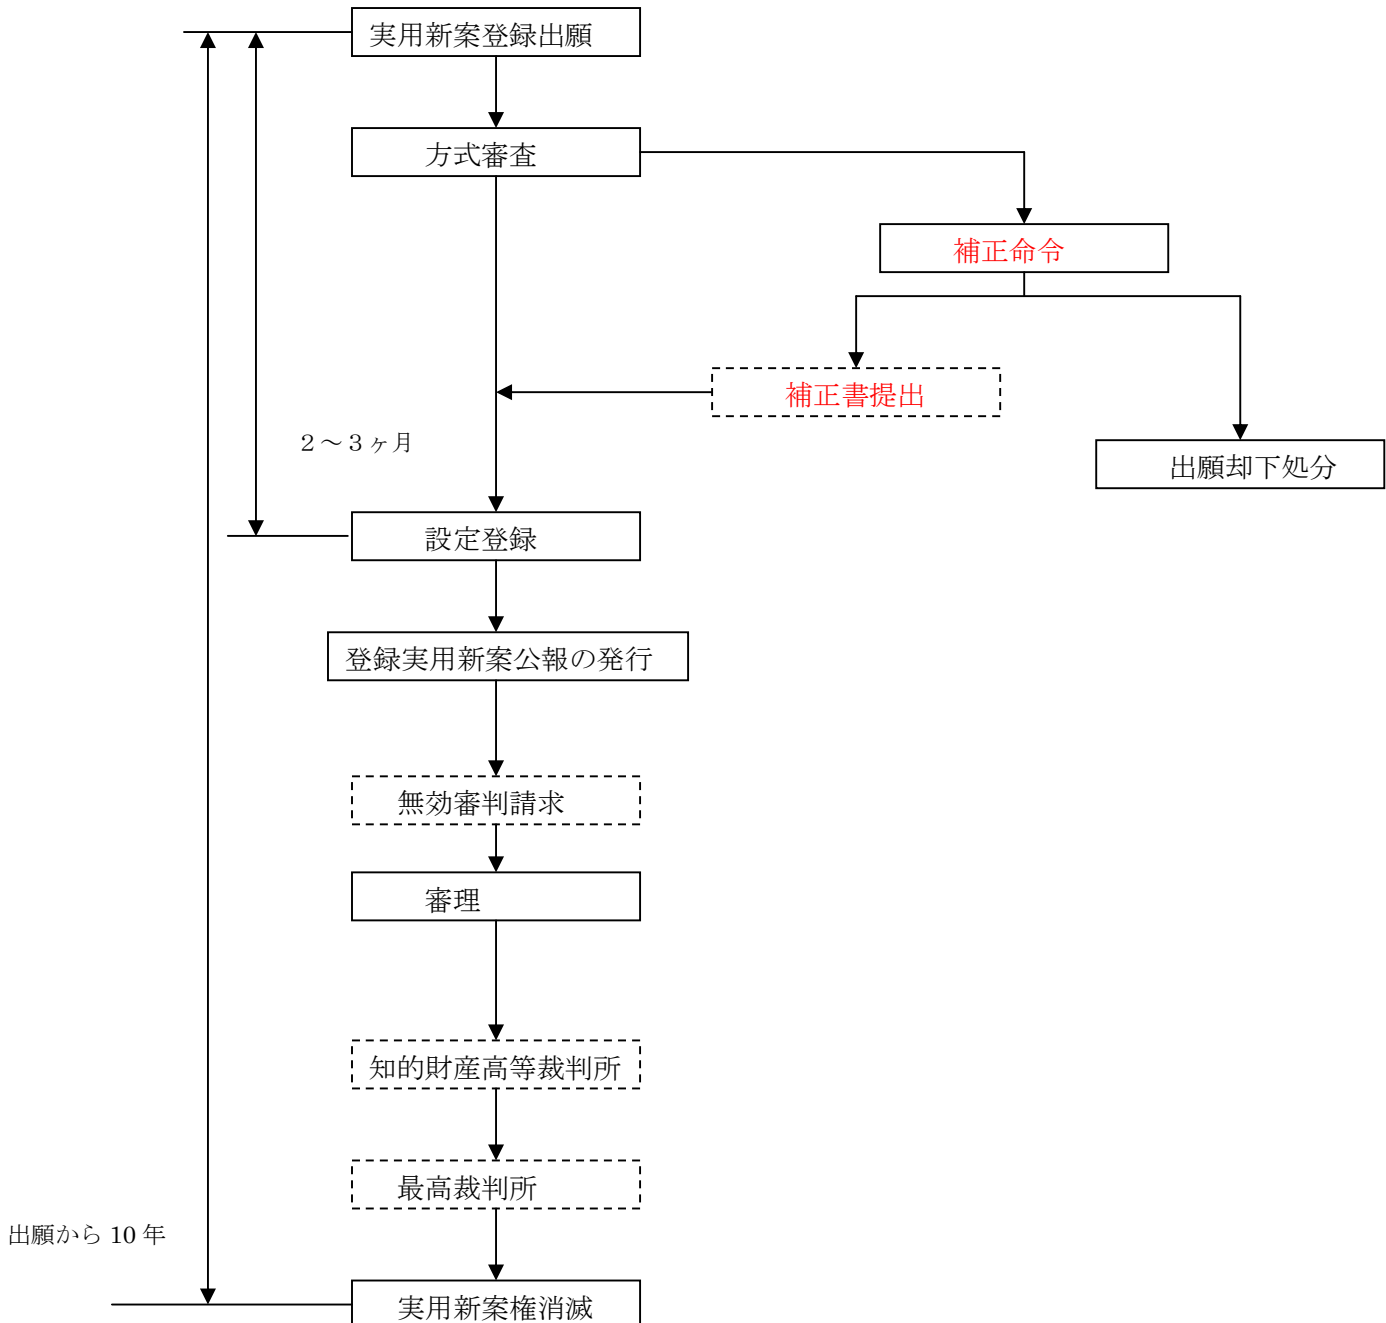 実用新案登録出願
方式審査
補正命令
補正書提出
２～３ヶ月
出願却下処分
設定登録
登録実用新案公報の発行
無効審判請求
審理
知的財産高等裁判所
最高裁判所
出願から 10 年
実用新案権消滅